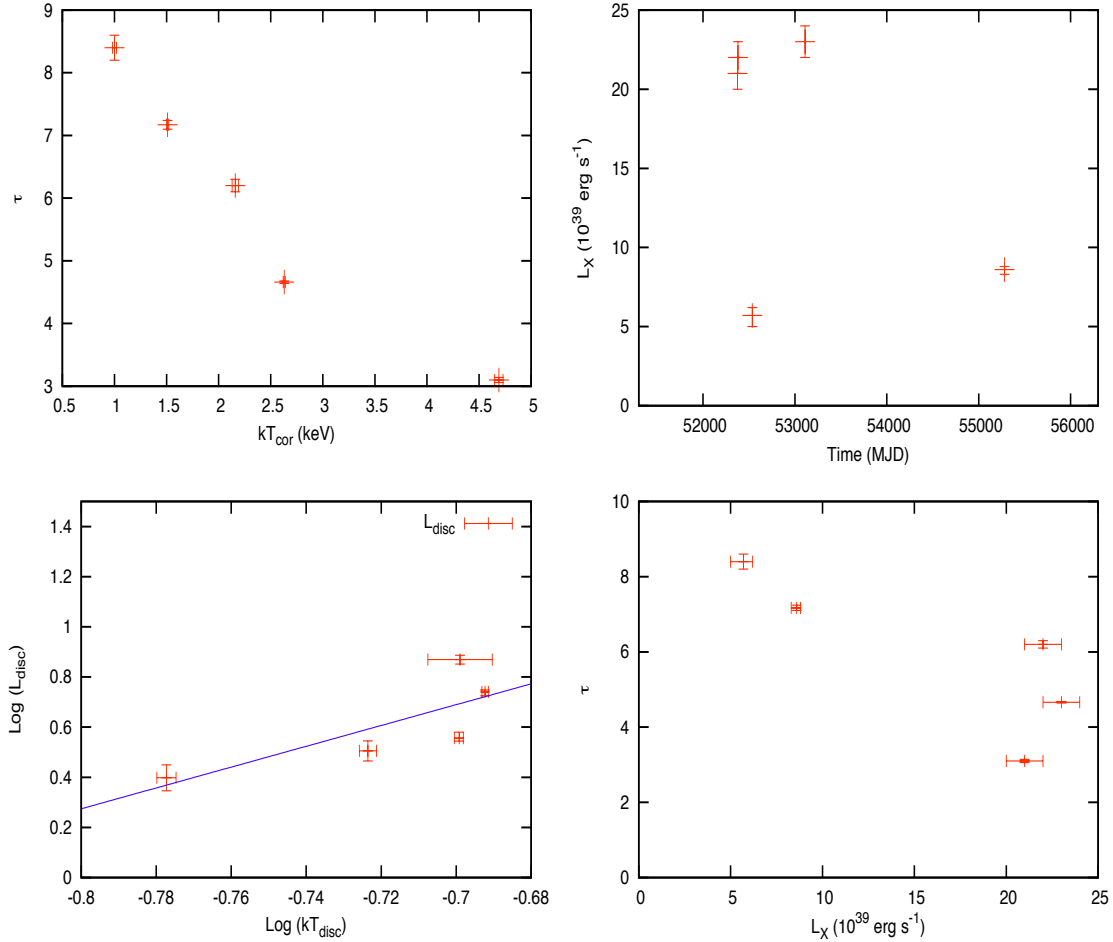 9
8
7
6
5
4
3
τ
0.5 1 1.5 2 2.5 3 3.5 4 4.5 5
kT_cor (keV)
25
20
15
10
5
0
L_X (10^39 erg s^-1)
52000 53000 54000 55000 56000
Time (MJD)
L_disc
1.4
1.2
1
0.8
0.6
0.4
0.2
0
Log (L_disc)
-0.8 -0.78 -0.76 -0.74 -0.72 -0.7 -0.68
Log (kT_disc)
10
8
6
4
2
0
τ
0 5 10 15 20 25
L_X (10^39 erg s^-1)